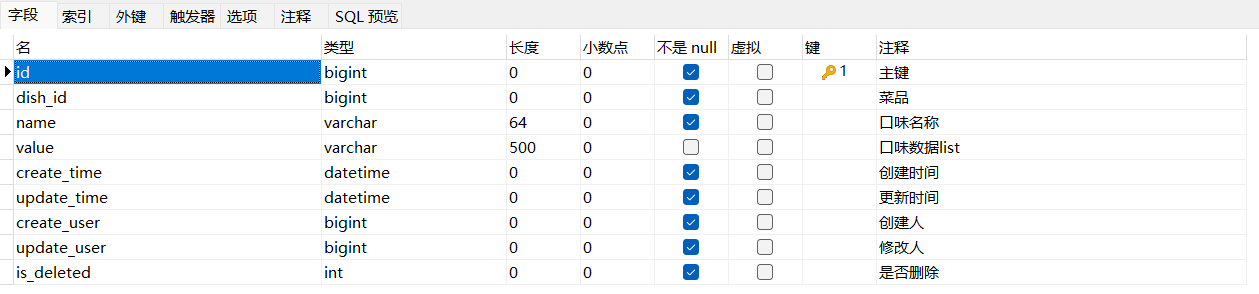 字段 索引 外键 触发器 选项 注释 SQL 预览
名 类型 长度 小数点 不是 null 虚拟 键 注释
id bigint 0 0 1 主键
dish_id bigint 0 0 菜品
name varchar 64 0 口味名称
value varchar 500 0 口味数据list
create_time datetime 0 0 创建时间
update_time datetime 0 0 更新时间
create_user bigint 0 0 创建人
update_user bigint 0 0 修改人
is_deleted int 0 0 是否删除